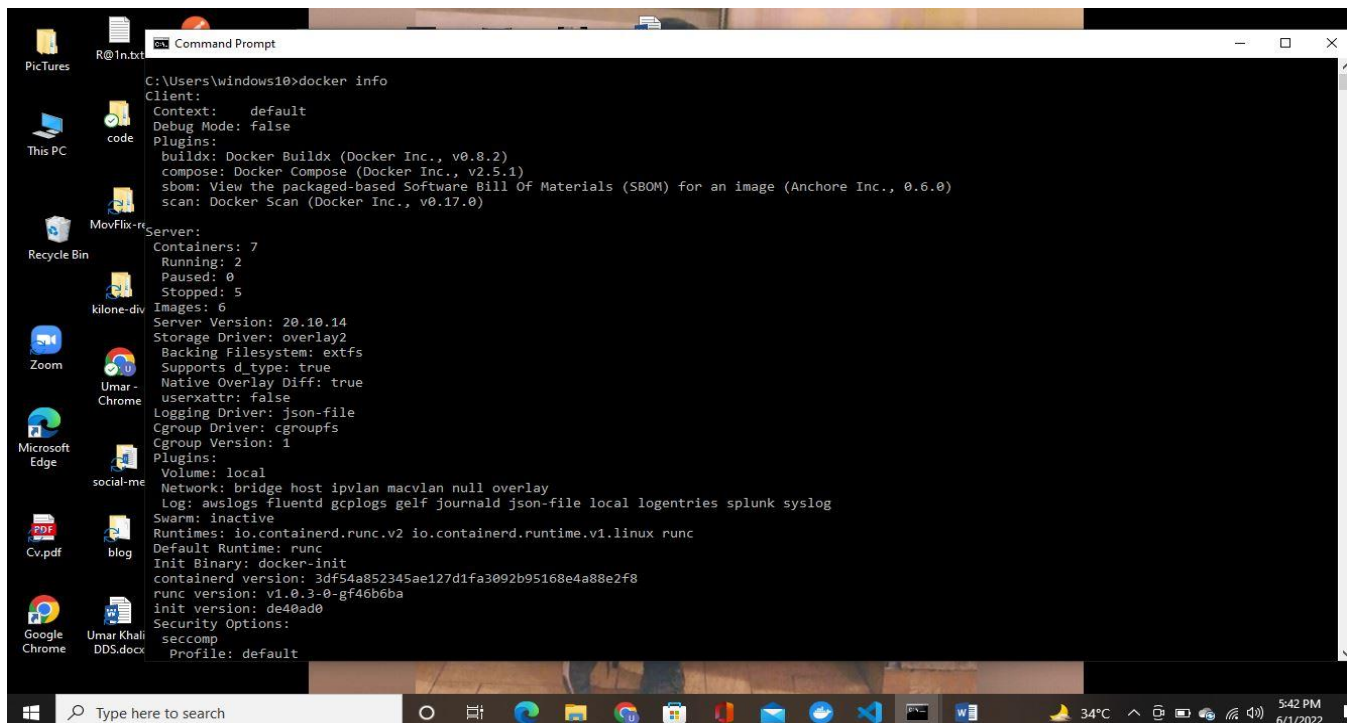 R@1n.txt
PicTures
This PC
code
MovFlix-re
Recycle Bin
kilone-div
Zoom
Umar -
Chrome
Microsoft
Edge
social-me
Cv.pdf
blog
Google
Chrome
Umar Khali
DDS.docx
Command Prompt
C:\Users\windows10>docker info
Client:
Context:    default
Debug Mode: false
Plugins:
buildx: Docker Buildx (Docker Inc., v0.8.2)
compose: Docker Compose (Docker Inc., v2.5.1)
sbom: View the packaged-based Software Bill Of Materials (SBOM) for an image (Anchore Inc., 0.6.0)
scan: Docker Scan (Docker Inc., v0.17.0)
Server:
Containers: 7
Running: 2
Paused: 0
Stopped: 5
Images: 6
Server Version: 20.10.14
Storage Driver: overlay2
Backing Filesystem: extfs
Supports d_type: true
Native Overlay Diff: true
userxattr: false
Logging Driver: json-file
Cgroup Driver: cgroupfs
Cgroup Version: 1
Plugins:
Volume: local
Network: bridge host ipvlan macvlan null overlay
Log: awslogs fluentd gcplogs gelf journald json-file local logentries splunk syslog
Swarm: inactive
Runtimes: io.containerd.runc.v2 io.containerd.runtime.v1.linux runc
Default Runtime: runc
Init Binary: docker-init
containerd version: 3df54a852345ae127d1fa3092b95168e4a88e2f8
runc version: v1.0.3-0-gf46b6ba
init version: de40ad0
Security Options:
seccomp
Profile: default
Type here to search
34°C
5:42 PM
6/1/2022